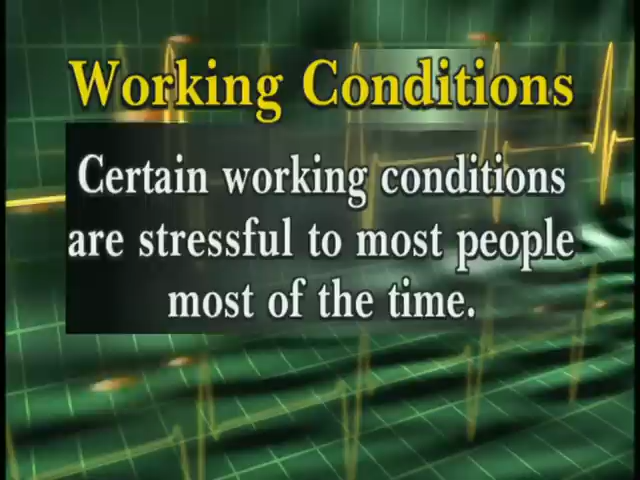 Working Conditions
Certain working conditions
are stressful to most people
most of the time.